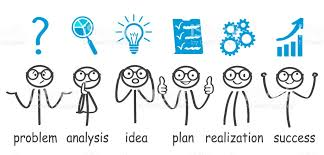 ?
problem analysis idea plan realization success